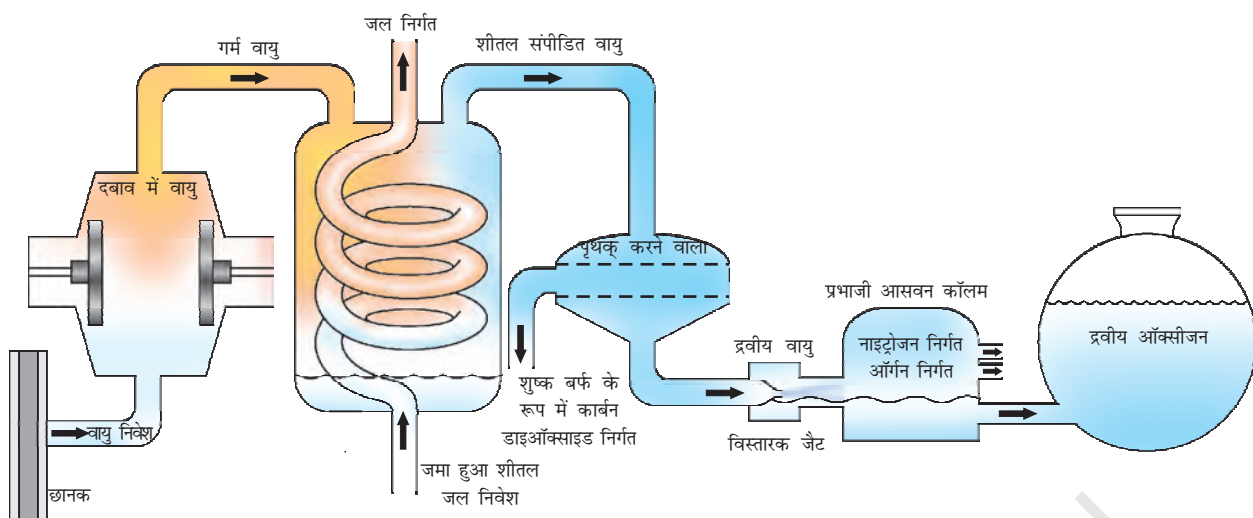 जल निर्गत
गर्म वायु
शीतल संपीडित वायु
दबाव में वायु
पृथक् करने वाला
प्रभाजी आसवन कॉलम
द्रवीय वायु
नाइट्रोजन निर्गत
ऑर्गन निर्गत
द्रवीय ऑक्सीजन
शुष्क बर्फ के
रूप में कार्बन
डाइऑक्साइड निर्गत
वायु निवेश
विस्तारक जैट
जमा हुआ शीतल
जल निवेश
छानक